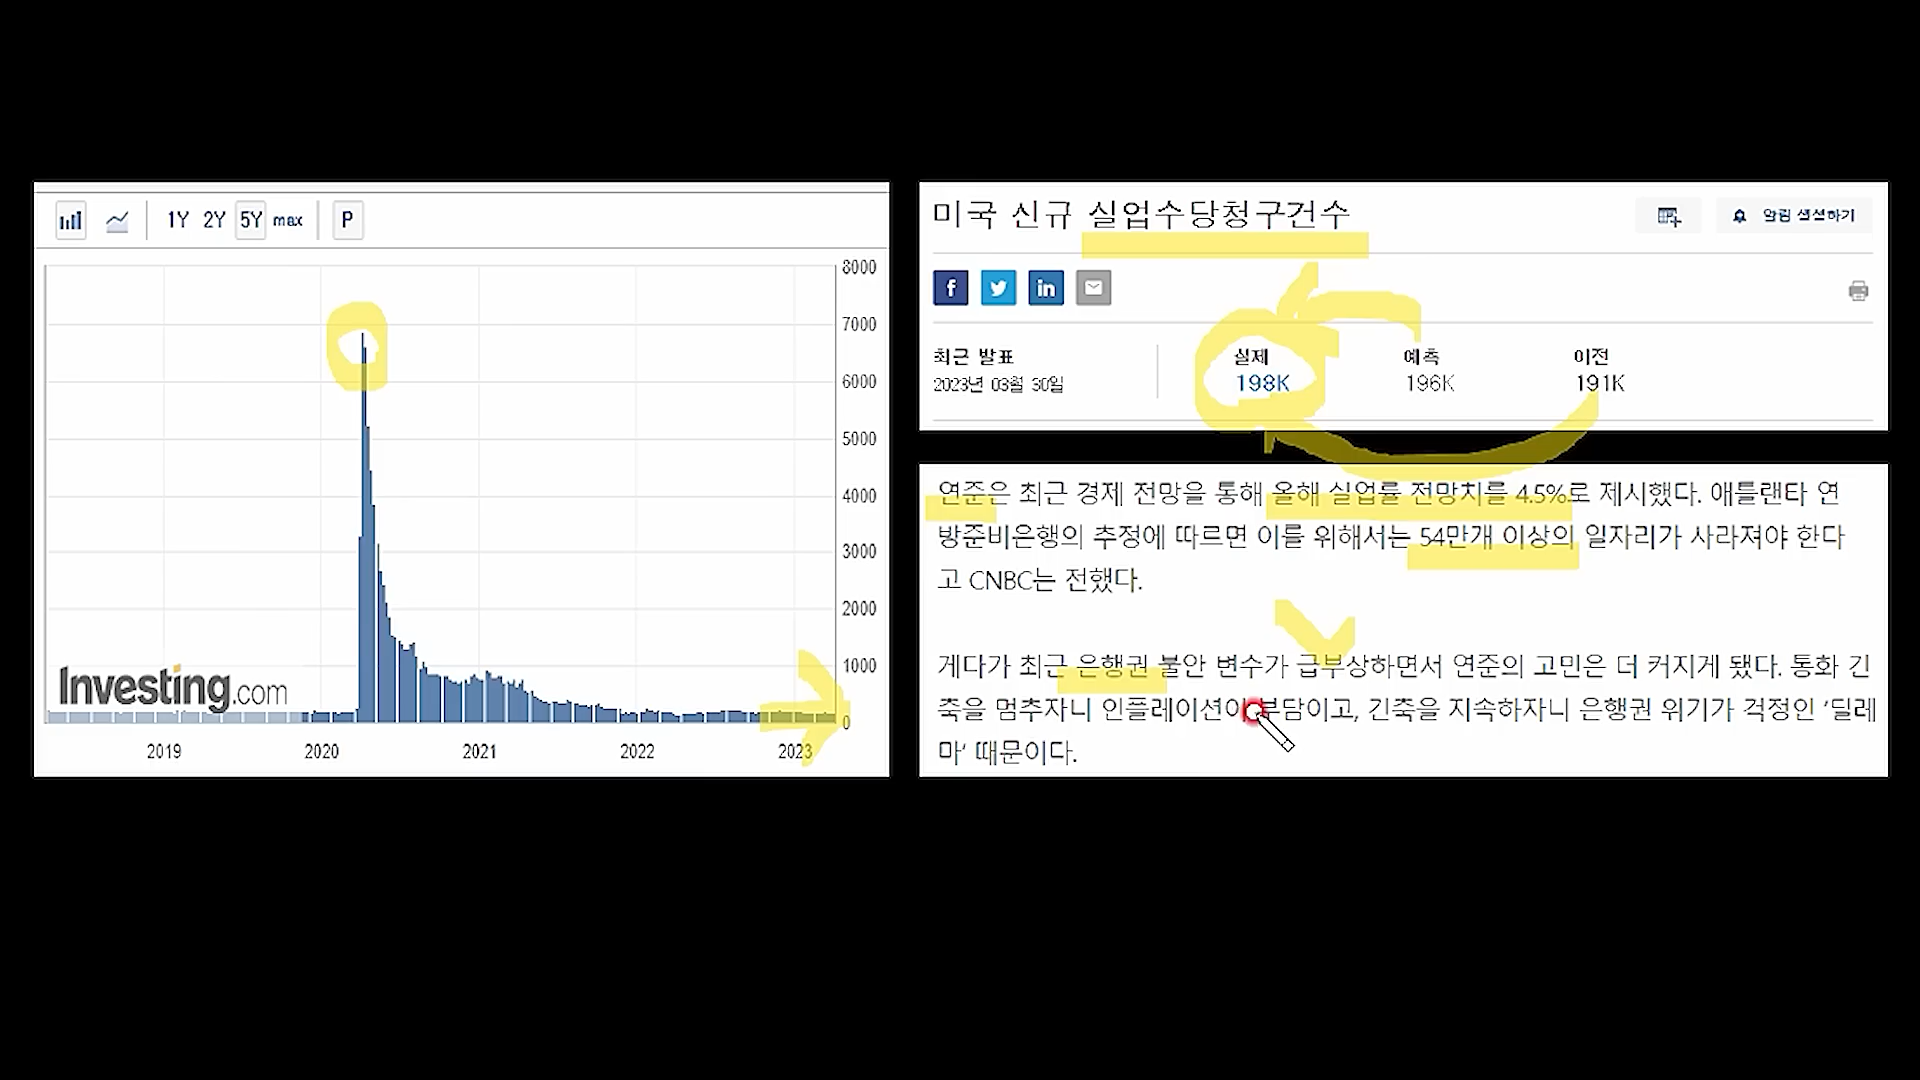 1Y 2Y 5Y max P
8000
7000
6000
5000
4000
3000
2000
1000
0
Investing.com
2019 2020 2021 2022 2023
미국 신규 실업수당청구건수
알림 생성하기
최근 발표 실제 예측 이전
2023년 03월 30일 198K 196K 191K
연준은 최근 경제 전망을 통해 올해 실업률 전망치를 4.5%로 제시했다. 애틀랜타 연
방준비은행의 추정에 따르면 이를 위해서는 54만개 이상의 일자리가 사라져야 한다
고 CNBC는 전했다.
게다가 최근 은행권 불안 변수가 급부상하면서 연준의 고민은 더 커지게 됐다. 통화 긴
축을 멈추자니 인플레이션이 부담이고, 긴축을 지속하자니 은행권 위기가 걱정인 ‘딜레
마’ 때문이다.